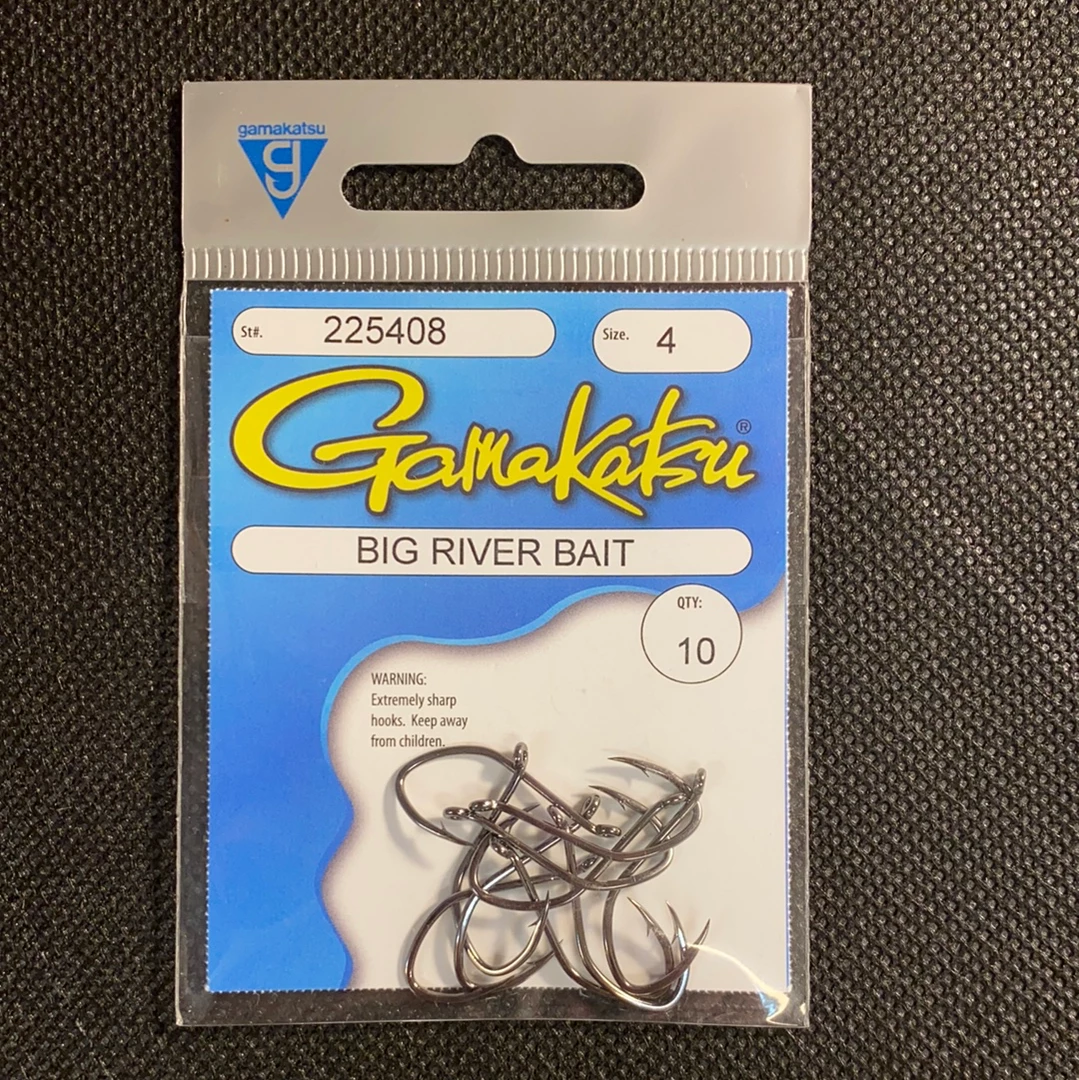 gamakatsu
g
St#. 225408
Size. 4
Gamakatsu®
BIG RIVER BAIT
QTY:
10
WARNING:
Extremely sharp
hooks. Keep away
from children.